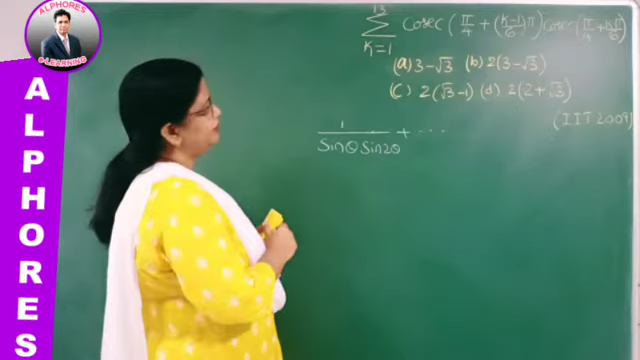 ALPHORES
e-LEARNING
ALPHORES
13
∑ cosec (π/4 + (k-1)π/6) cosec (π/4 + kπ/6)
K=1
(a) 3 - √3 (b) 2(3 - √3)
(c) 2(√3 - 1) (d) 2(2 + √3)
(IIT 2009)
1/(sinθ sin2θ) + ...